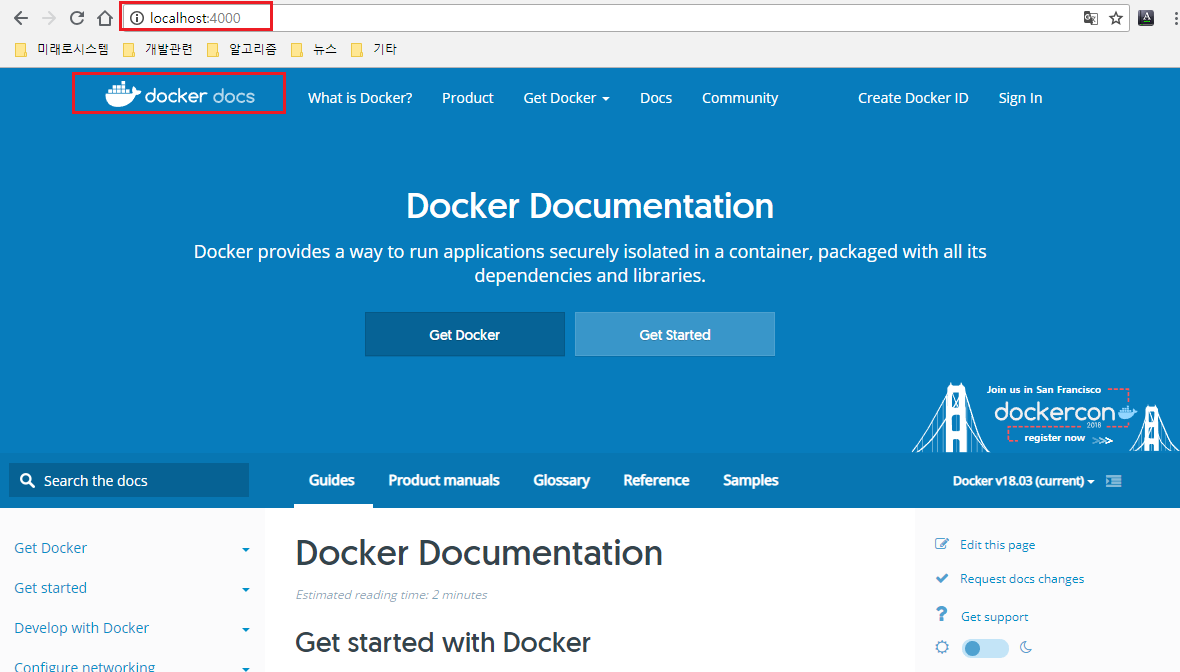 localhost:4000
미래로시스템 개발관련 알고리즘 뉴스 기타
docker docs What is Docker? Product Get Docker Docs Community Create Docker ID Sign In
Docker Documentation
Docker provides a way to run applications securely isolated in a container, packaged with all its
dependencies and libraries.
Get Docker Get Started
Join us in San Francisco
dockercon
2018
register now >>>
Search the docs Guides Product manuals Glossary Reference Samples Docker v18.03 (current)
Get Docker
Get started
Develop with Docker
Configure networking
Docker Documentation
Estimated reading time: 2 minutes
Get started with Docker
Edit this page
Request docs changes
Get support